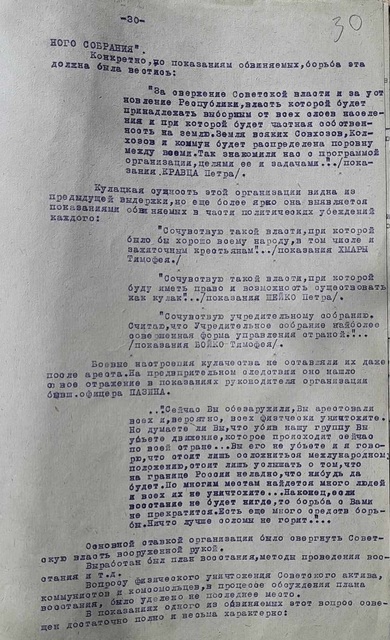 -30-
30
НОГО СОБРАНИЯ".
Конкретно,по показаниям обвиняемых,борьба эта
должна была вестись:
"За свержение Советской власти и за уст
новление Республики,власть которой будет
принадлежать выборным от всех слоев населе-
ния и при которой будет частная собствен-
ность на землю.Земля всяких Совхозов,Кол-
хозов и коммун будет распределена поровну
между всеми.Так знакомили нас с программой
организации,целями ее и задачами"../пока-
зания.КРАВЦА Петра/.
Кулацкая сущность этой организации видна из
предыдущей выдержки,но еще более ярко она выявляется
показаниями обвиняемых в части политических убеждений
каждого:
"Сочувствую такой власти,при которой
было бы хорошо всему народу,в том числе и
захиточным крестьянам"../показания ХМАРЫ
Тимофея./
"Сочувствую такой власти,при которой
буду иметь право и возможность существовать
как кулак"../показания ШЕЙКО Петра/.
"Сочувствую учредительному собранию.
Считаю,что Учредительное собрание наиболее
совершенная форма управления страной."..
/показания БОЙКО Тимофея/.
Боевые настроения кулачества не оставляли их даже
после ареста.На предварительном следствии оно нашло
свое отражение в показаниях руководителя организации
бывш.офицера ПАЗИНА.
..."Сейчас Вы обезаружили,Вы арестовали
всех и,вероятно, всех физически уничтожите.
Но думаете ли Вы,что убив нашу группу Вы
убьете движение,которое происходит сейчас
по всей стране...Вы его не убьете и я гово-
рю,что стоит лишь осложниться международному
положению,стоит лишь услышать о том,что
на границе России неладно,что нибудь да
будет.По многим местам найдется много людей
и всех их не уничтожите...Наконец,если
восстание не будет нигде,то борьба с Вами
не прекратится.Есть еще много средств борь-
бы.Ничто лучше соломы не горит"...
Основной ставкой организации было свергнуть Совет-
скую власть вооруженной рукой.
Выработан был план восстания,методы проведения вос-
стания и т.д.
Вопросу физического уничтожения Советского актива,
коммунистов и комсомольцев,в процессе обсуждения плана
восстания, было уделено не последнее место.
В показаниях одного из обвиняемых этот вопрос осве-
щен достаточно полно и весьма характерно: